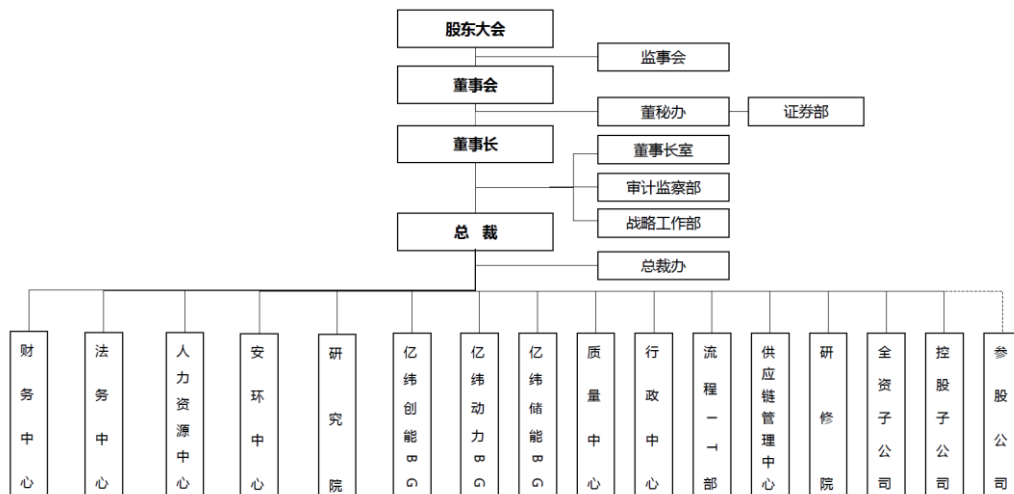 股东大会
监事会
董事会
董秘办
证券部
董事长
董事长室
审计监察部
战略工作部
总 裁
总裁办
财务中心
法务中心
人力资源中心
安环中心
研究院
亿纬创能BG
亿纬动力BG
亿纬储能BG
质量中心
行政中心
流程IT部
供应链管理中心
研修院
全资子公司
控股子公司
参股公司